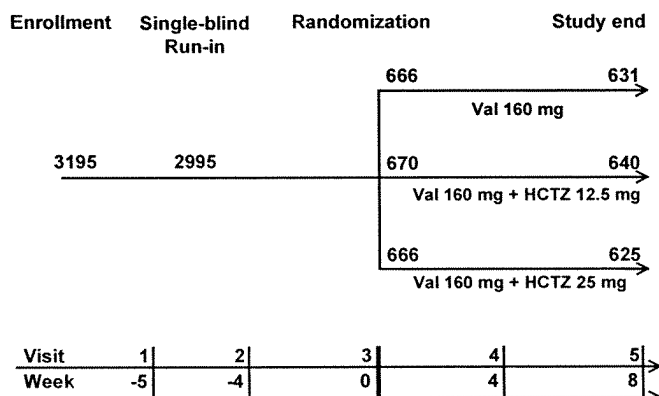 Enrollment Single-blind Run-in Randomization Study end
666 631
Val 160 mg
3195 2995 670 640
Val 160 mg + HCTZ 12.5 mg
666 625
Val 160 mg + HCTZ 25 mg
Visit 1 2 3 4 5
Week -5 -4 0 4 8